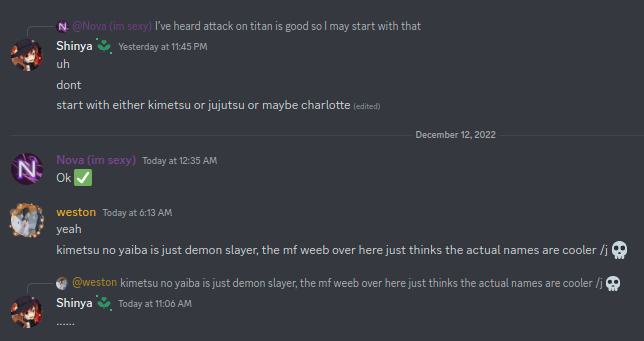 @Nova (im sexy) I've heard attack on titan is good so I may start with that
Shinya Yesterday at 11:45 PM
uh
dont
start with either kimetsu or jujutsu or maybe charlotte (edited)
December 12, 2022
N
Nova (im sexy) Today at 12:35 AM
Ok ✅
weston Today at 6:13 AM
yeah
kimetsu no yaiba is just demon slayer, the mf weeb over here just thinks the actual names are cooler /j 💀
@weston kimetsu no yaiba is just demon slayer, the mf weeb over here just thinks the actual names are cooler /j 💀
Shinya Today at 11:06 AM
......